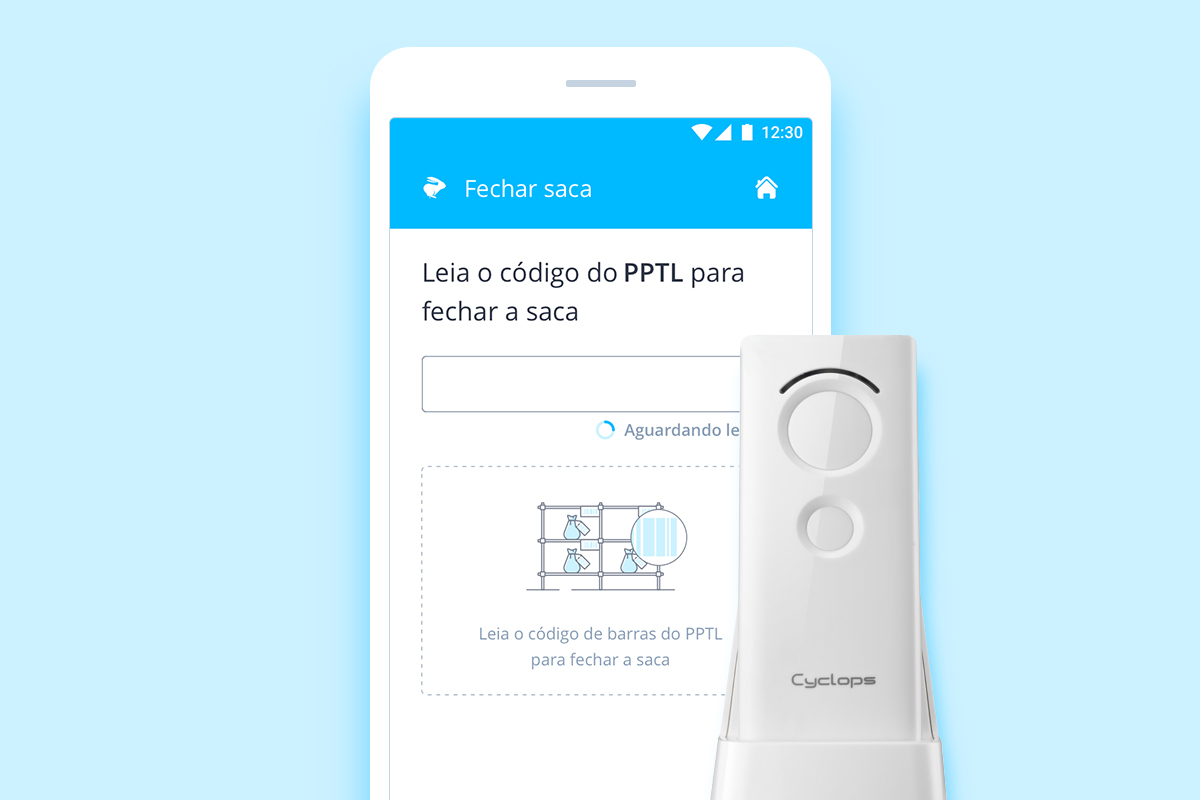 12:30
Fechar saca
Leia o código do PPTL para
fechar a saca
Aguardando le
Leia o código de barras do PPTL
para fechar a saca
Cyclops